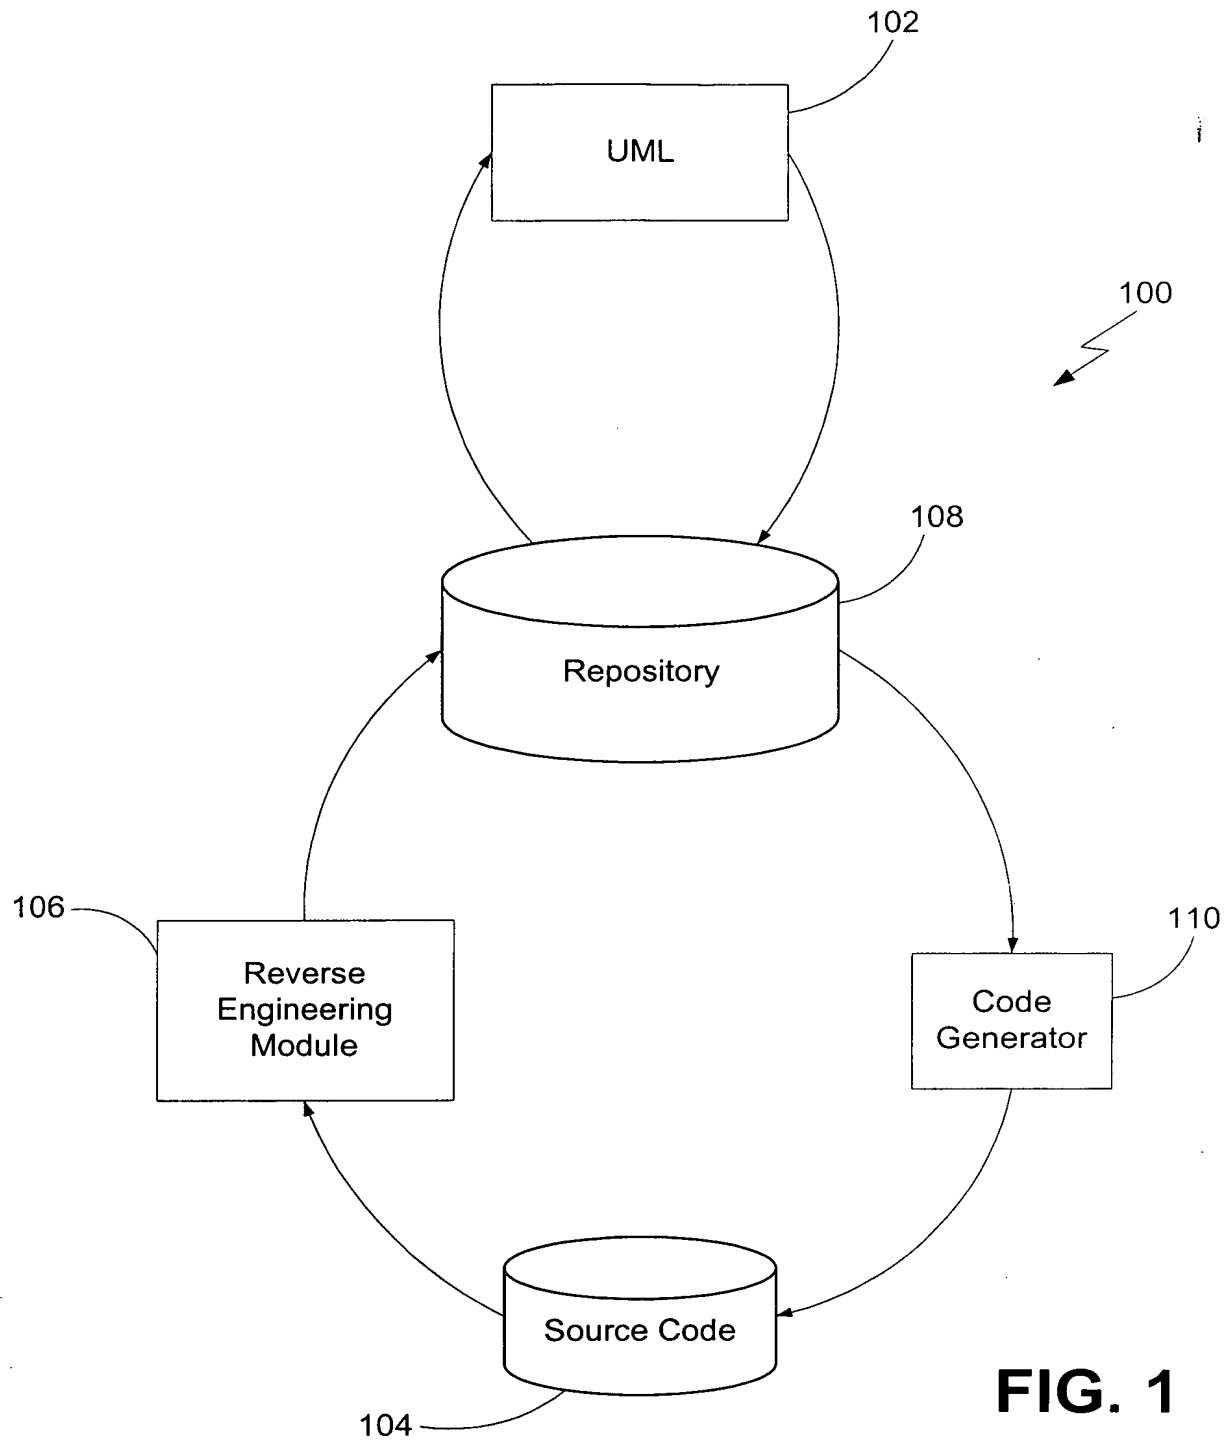 102
UML
100
108
Repository
106
110
Reverse
Engineering
Module
Code
Generator
Source Code
104
FIG. 1